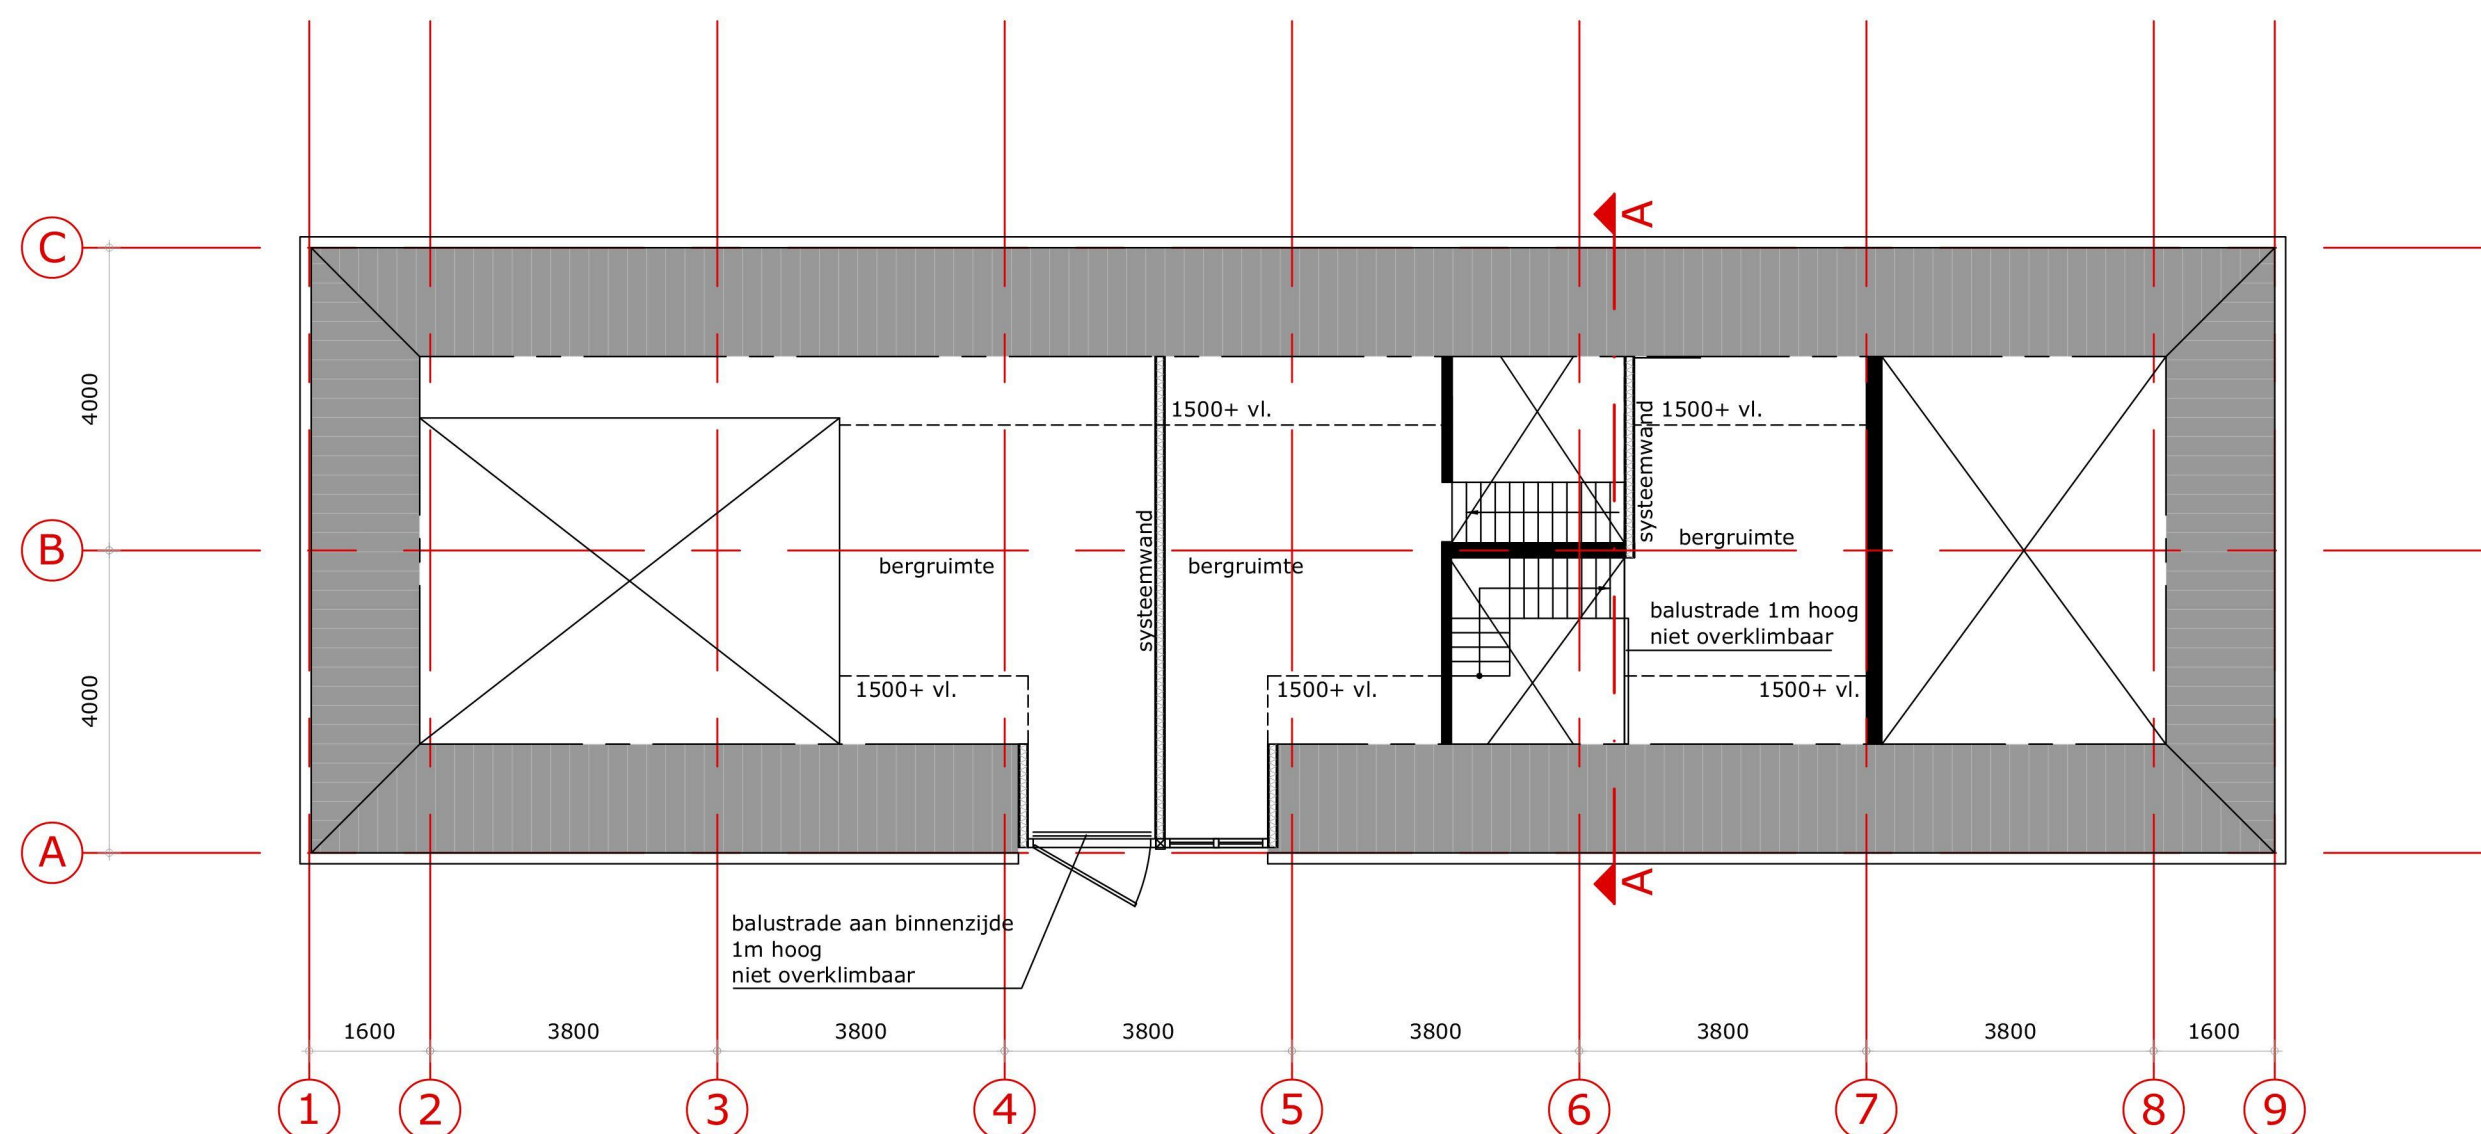 A
C
4000
1500+ vl.
systeemwand
1500+ vl.
systeemwand
B
bergruimte
bergruimte
bergruimte
balustrade 1m hoog
niet overklimbaar
4000
1500+ vl.
1500+ vl.
1500+ vl.
A
A
balustrade aan binnenzijde
1m hoog
niet overklimbaar
1600 3800 3800 3800 3800 3800 3800 1600
1 2 3 4 5 6 7 8 9